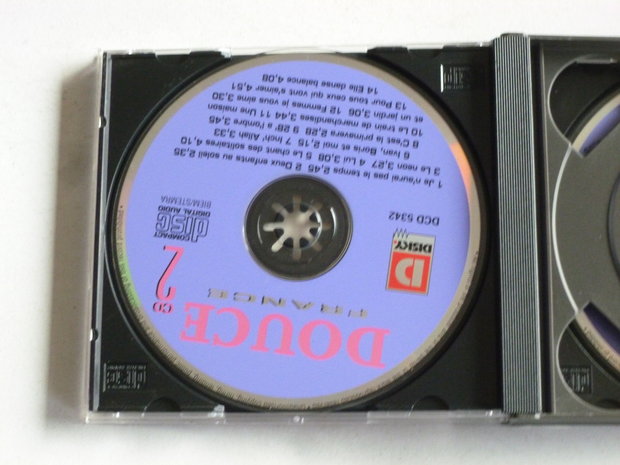 DOUCE
FRANCE
CD 2
DISKY
DCD 5342
COMPACT
disc
DIGITAL AUDIO
BIEM/STEMRA
1 Je n'aurai pas le temps 2,45 2 Deux enfants au soleil 2,35
3 Le neon 3,27 4 Lui 3,08 5 Le chant des solitaires 4,10
6 Ivan, Boris et moi 2,15 7 Inch' Allah 3,33
8 C'est la primavera 2,28 9 28° a l'ombre 3,45
10 Le train de marchandises 3,44 11 Une maison
et un jardin 3,06 12 Femmes je vous aime 3,30
13 Pour tous ceux qui vont s'aimer 4,51
14 Elle danse balance 4,08